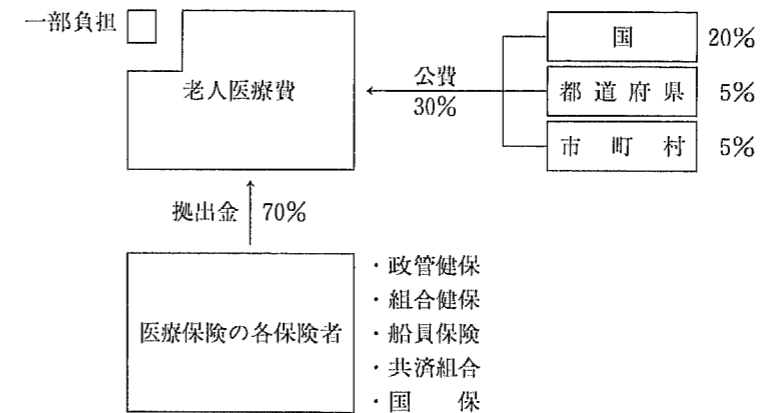 一部負担
老人医療費
公費
30%
国 20%
都道府県 5%
市町村 5%
拠出金 70%
医療保険の各保険者
・政管健保
・組合健保
・船員保険
・共済組合
・国保